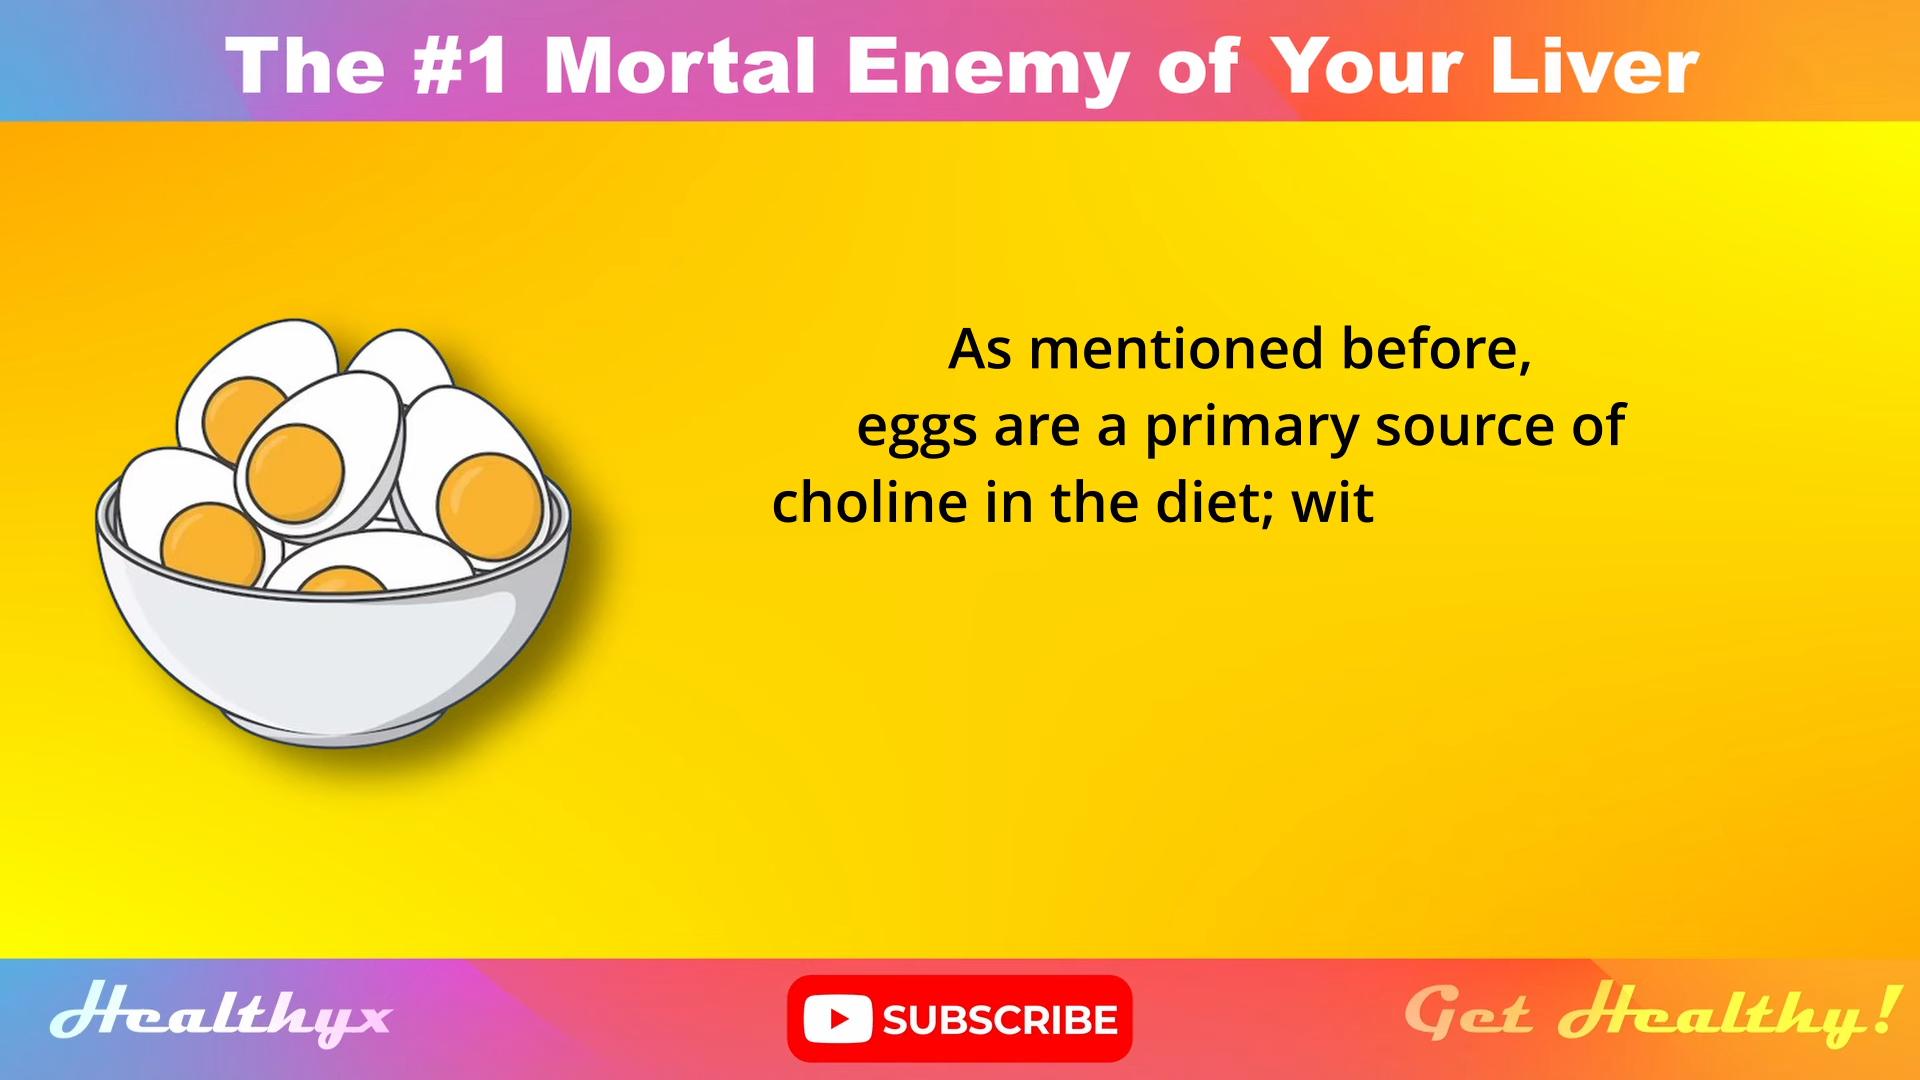 The #1 Mortal Enemy of Your Liver
As mentioned before,
eggs are a primary source of
choline in the diet; wit
Healthyx
SUBSCRIBE
Get Healthy!